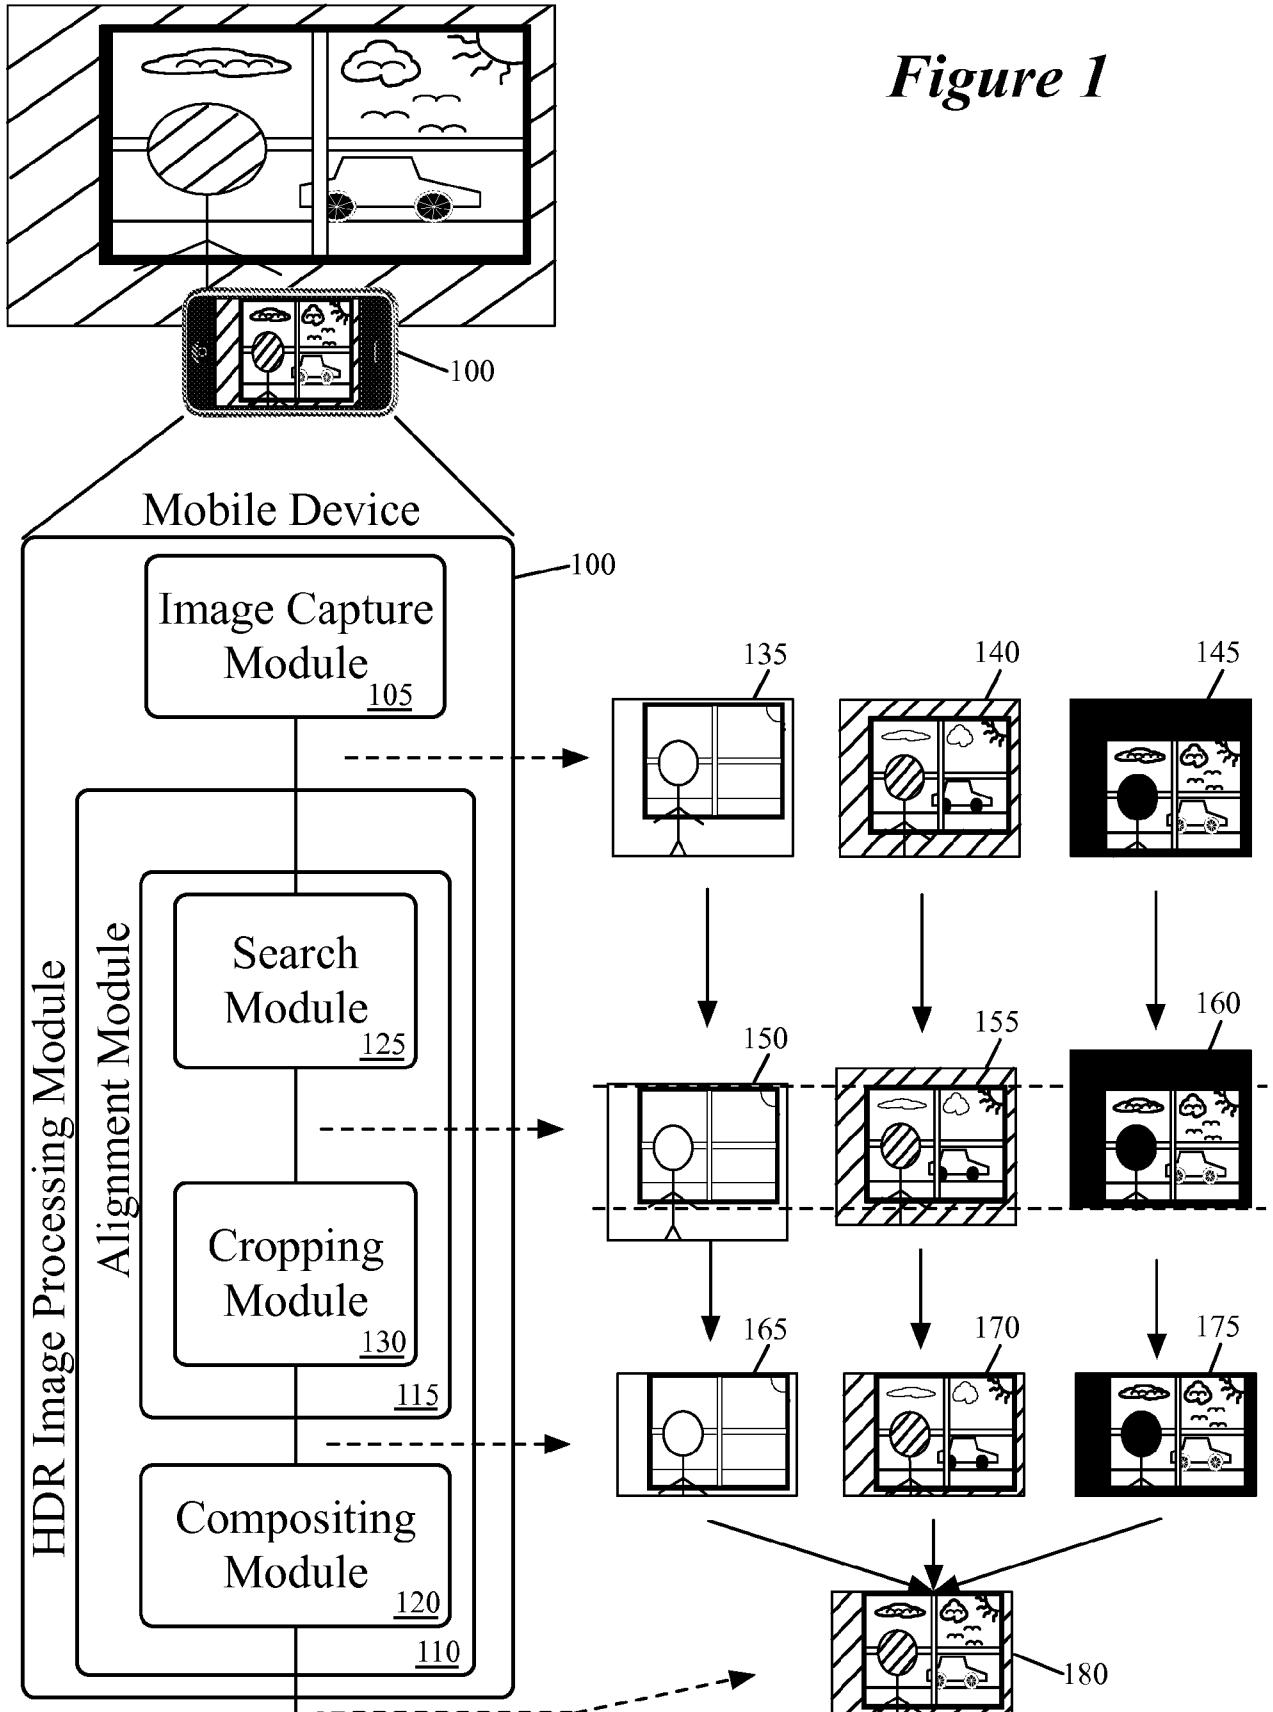 Figure 1
100
Mobile Device
100
Image Capture
Module
105
135
140
145
HDR Image Processing Module
Alignment Module
Search
Module
125
150
155
160
Cropping
Module
130
115
165
170
175
Compositing
Module
120
110
180